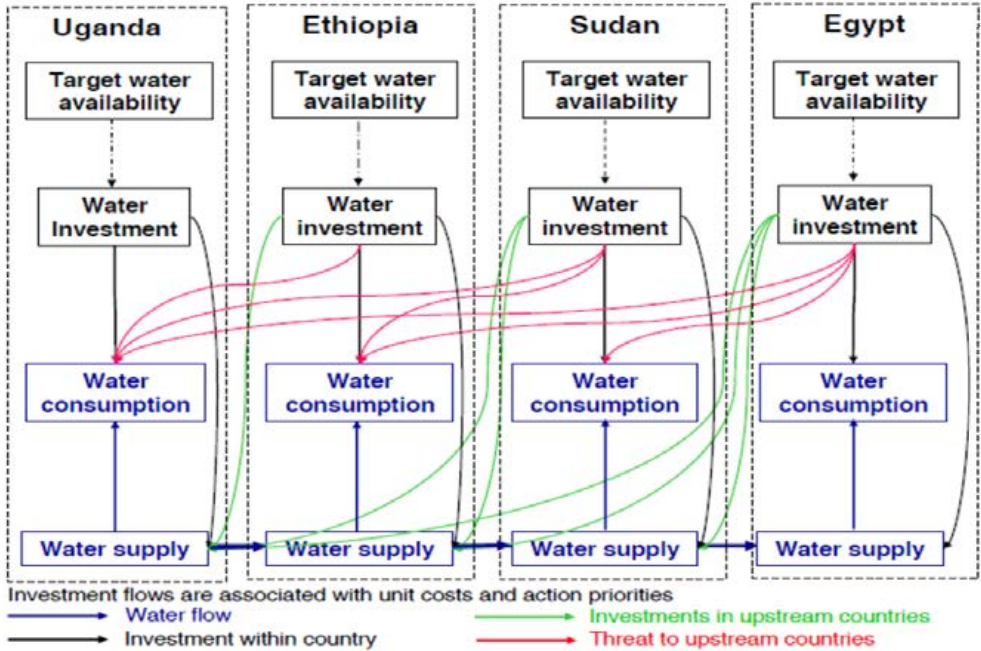 Uganda
Ethiopia
Sudan
Egypt
Target water
availability
Target water
availability
Target water
availability
Target water
availability
Water
Investment
Water
investment
Water
investment
Water
investment
Water
consumption
Water
consumption
Water
consumption
Water
consumption
Water supply
Water supply
Water supply
Water supply
Investment flows are associated with unit costs and action priorities
Water flow
Investments in upstream countries
Investment within country
Threat to upstream countries